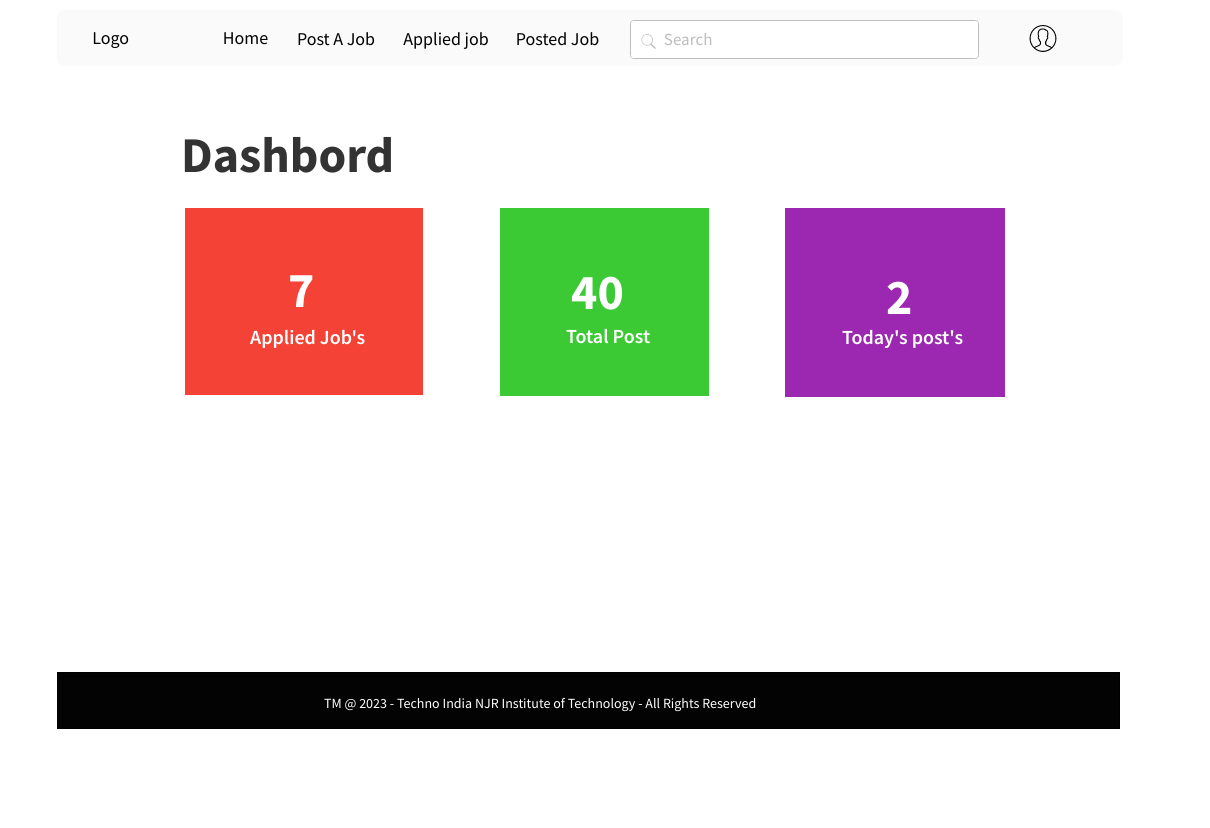 Logo Home Post A Job Applied job Posted Job Search
Dashbord
7
Applied Job's
40
Total Post
2
Today's post's
TM @ 2023 - Techno India NJR Institute of Technology - All Rights Reserved